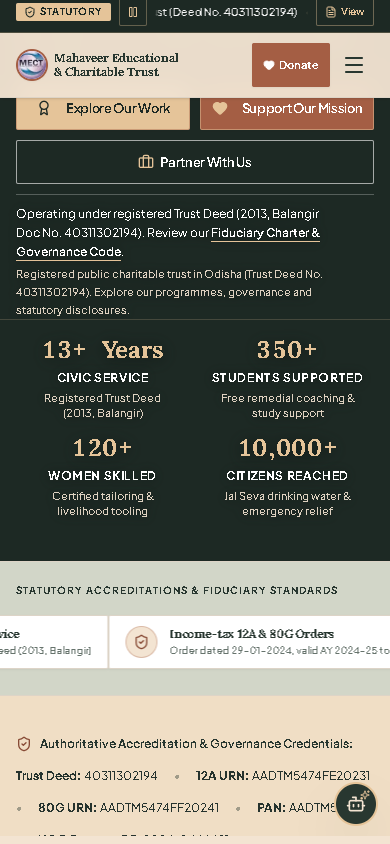 STATUTORY
st (Deed No. 40311302194)
View
MECT
Mahaveer Educational
& Charitable Trust
Donate
Explore Our Work
Support Our Mission
Partner With Us
Operating under registered Trust Deed (2013, Balangir
Doc No. 40311302194). Review our Fiduciary Charter &
Governance Code.
Registered public charitable trust in Odisha (Trust Deed No.
40311302194). Explore our programmes, governance and
statutory disclosures.
13+ Years
CIVIC SERVICE
Registered Trust Deed
(2013, Balangir)
350+
STUDENTS SUPPORTED
Free remedial coaching &
study support
120+
WOMEN SKILLED
Certified tailoring &
livelihood tooling
10,000+
CITIZENS REACHED
Jal Seva drinking water &
emergency relief
STATUTORY ACCREDITATIONS & FIDUCIARY STANDARDS
vice
eed (2013, Balangir)
Income-tax 12A & 80G Orders
Order dated 29-01-2024, valid AY 2024-25 to
Authoritative Accreditation & Governance Credentials:
Trust Deed: 40311302194 • 12A URN: AADTM5474FE20231
• 80G URN: AADTM5474FF20241 • PAN: AADTM5